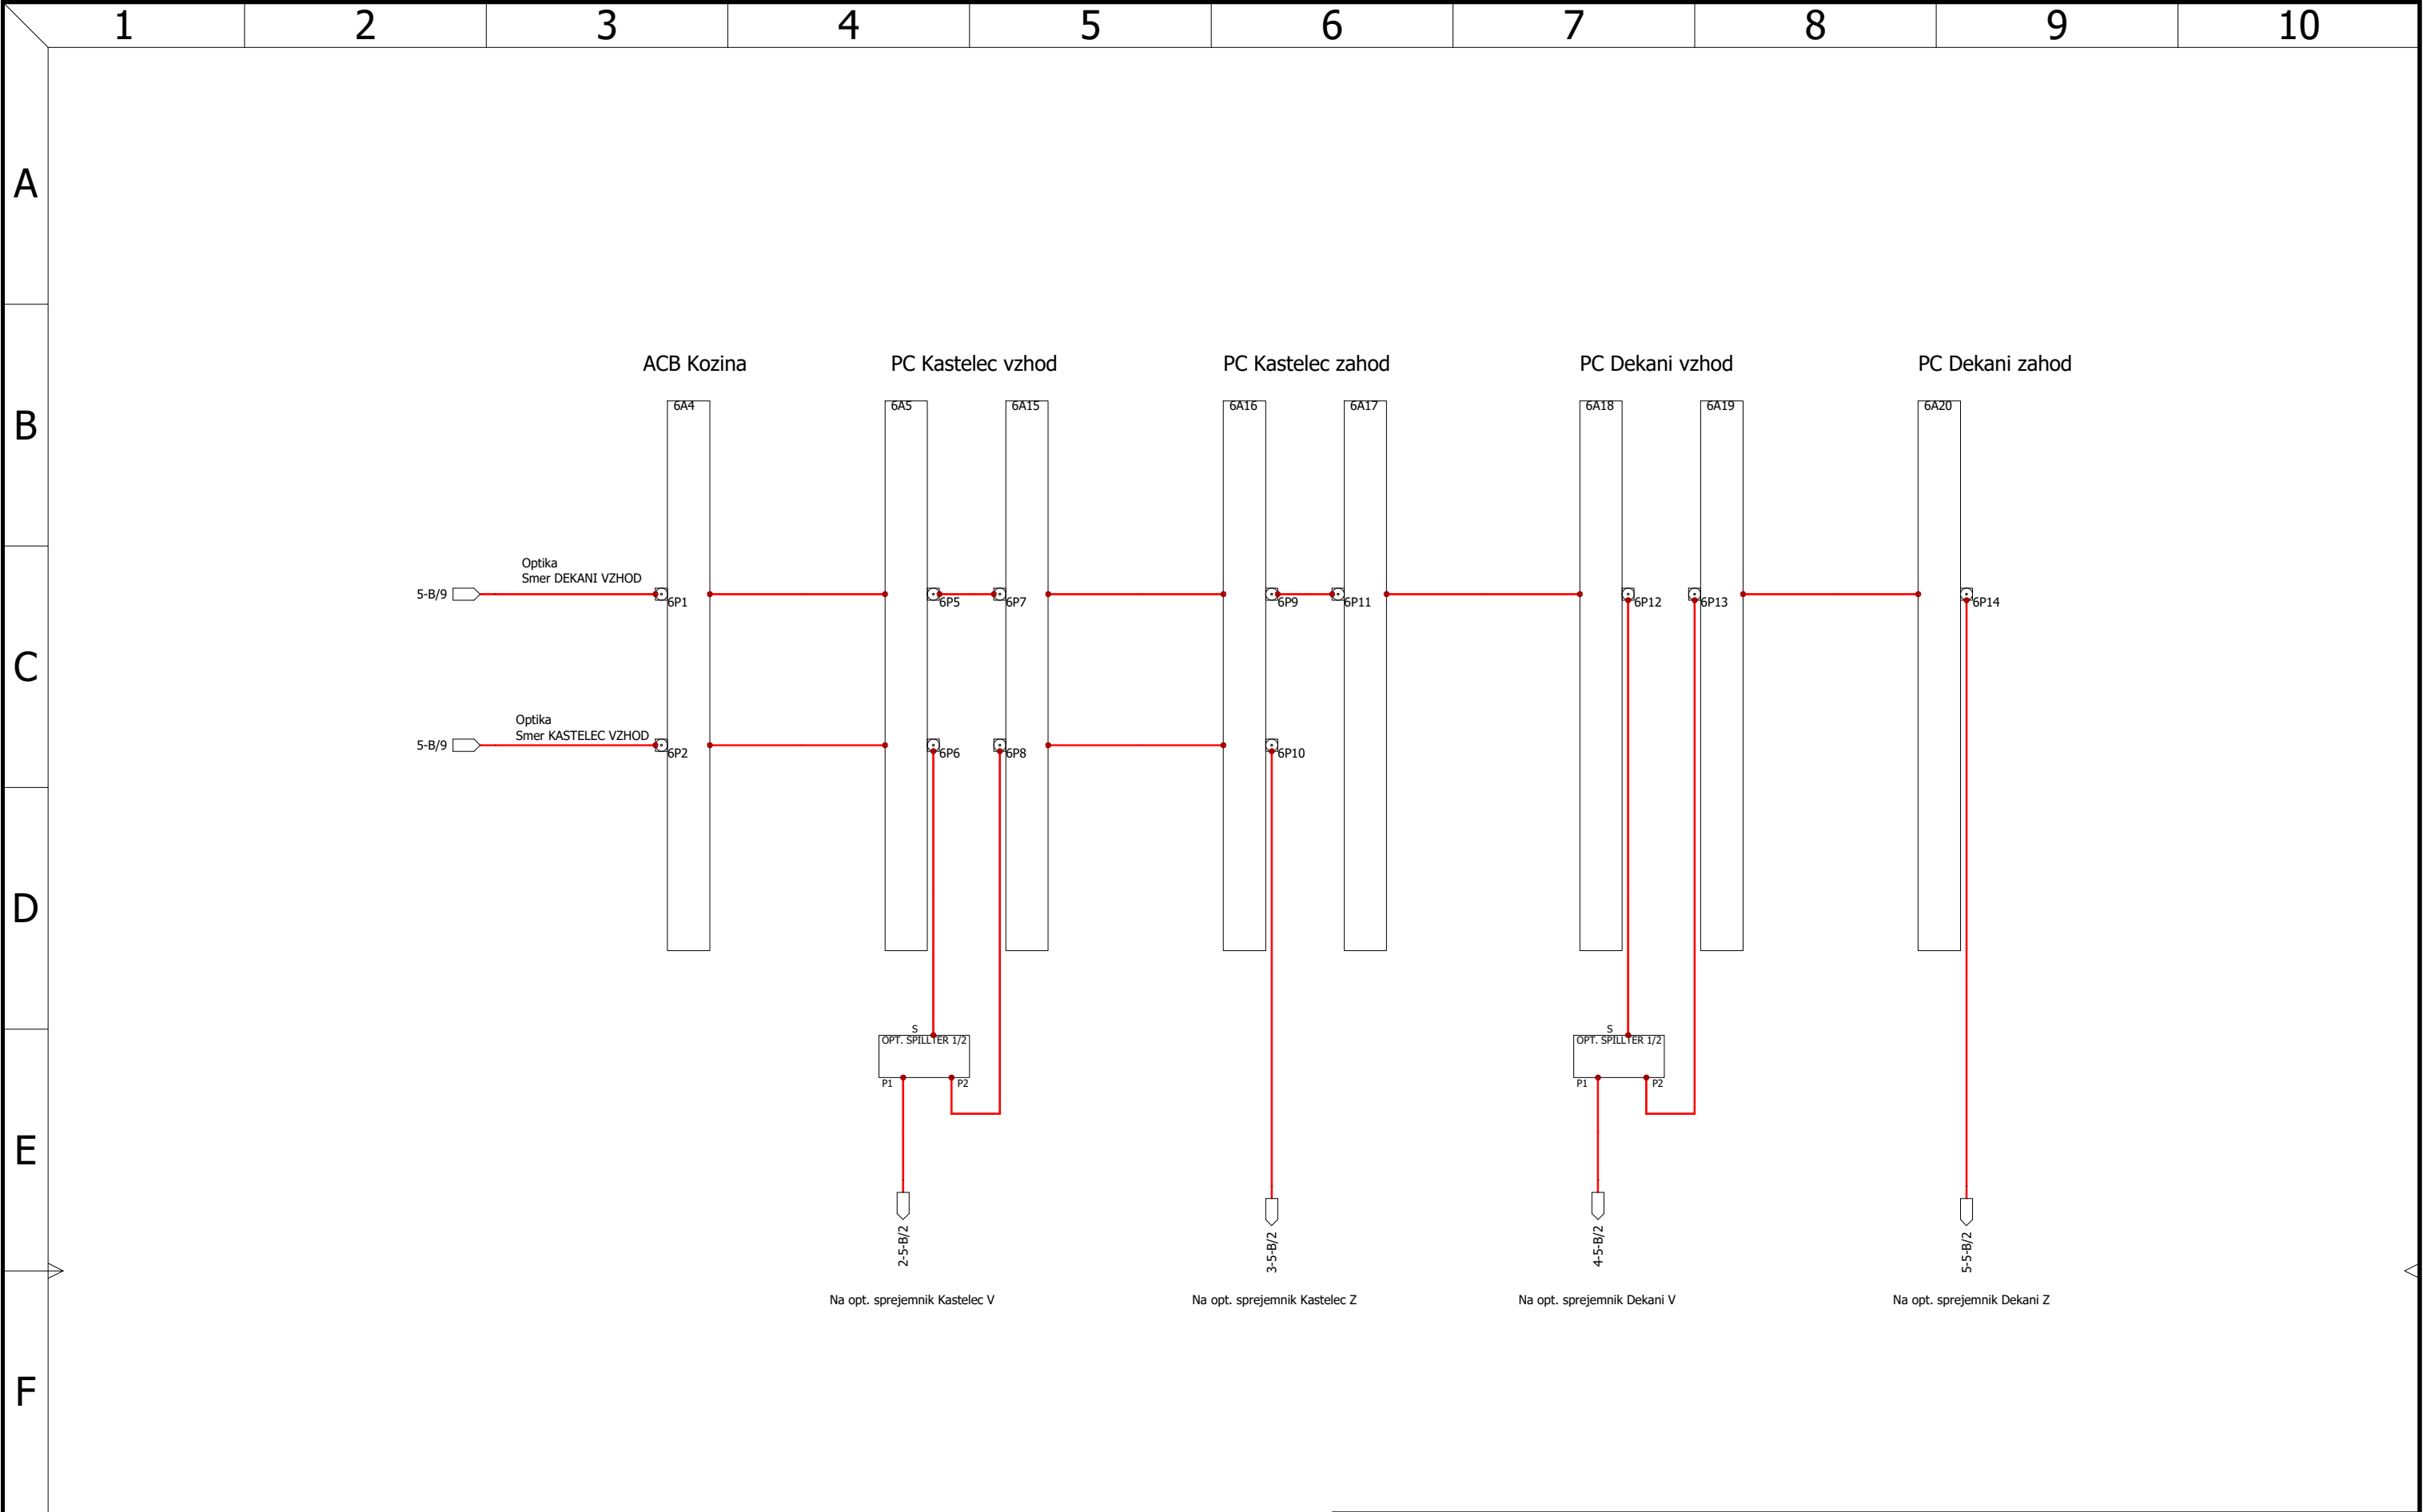 1 2 3 4 5 6 7 8 9 10
A
B
C
D
E
F
ACB Kozina PC Kastelec vzhod PC Kastelec zahod PC Dekani vzhod PC Dekani zahod
6A4 6A5 6A15 6A16 6A17 6A18 6A19 6A20
Optika
Smer DEKANI VZHOD
5-B/9 6P1 6P5 6P7 6P9 6P11 6P12 6P13 6P14
Optika
Smer KASTELEC VZHOD
5-B/9 6P2 6P6 6P8 6P10
S S
OPT. SPILLTER 1/2 OPT. SPILLTER 1/2
P1 P2 P1 P2
2-5-B/2 3-5-B/2 4-5-B/2 5-5-B/2
Na opt. sprejemnik Kastelec V Na opt. sprejemnik Kastelec Z Na opt. sprejemnik Dekani V Na opt. sprejemnik Dekani Z